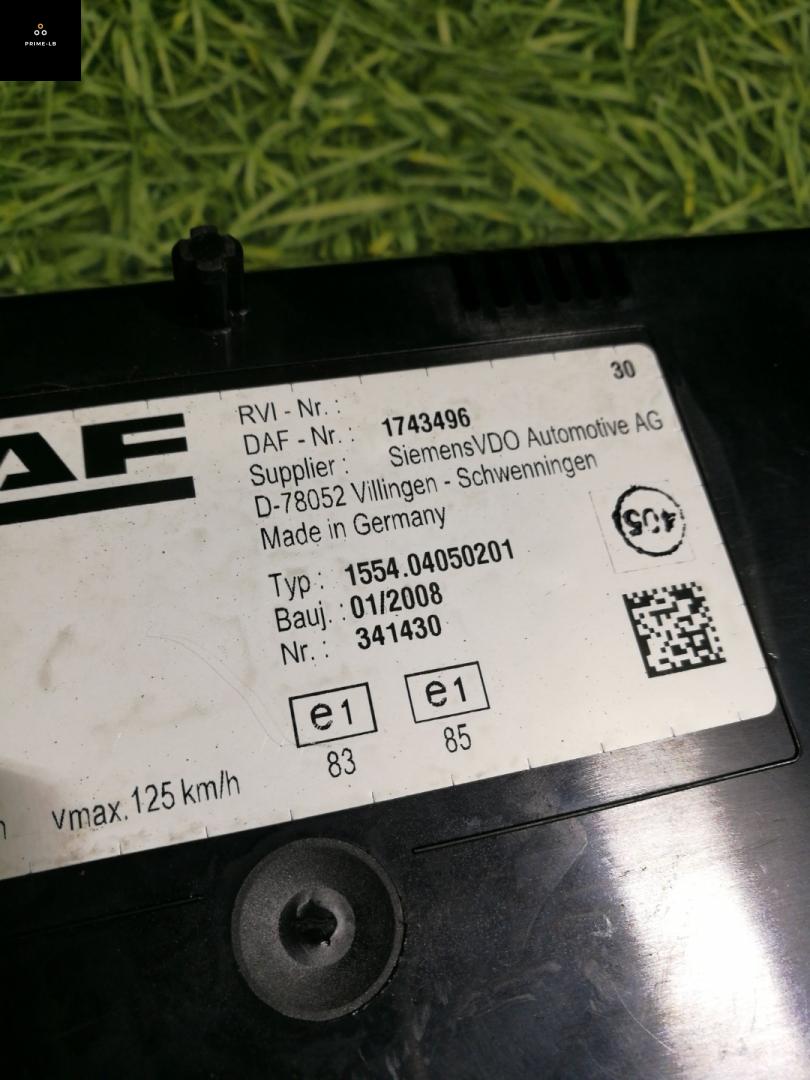 PRIME-LB
30
AF
RVI - Nr. :
DAF - Nr. : 1743496
Supplier : SiemensVDO Automotive AG
D-78052 Villingen - Schwenningen
Made in Germany
405
Typ : 1554.04050201
Bauj. : 01/2008
Nr. : 341430
e1 e1
83 85
vmax. 125 km/h